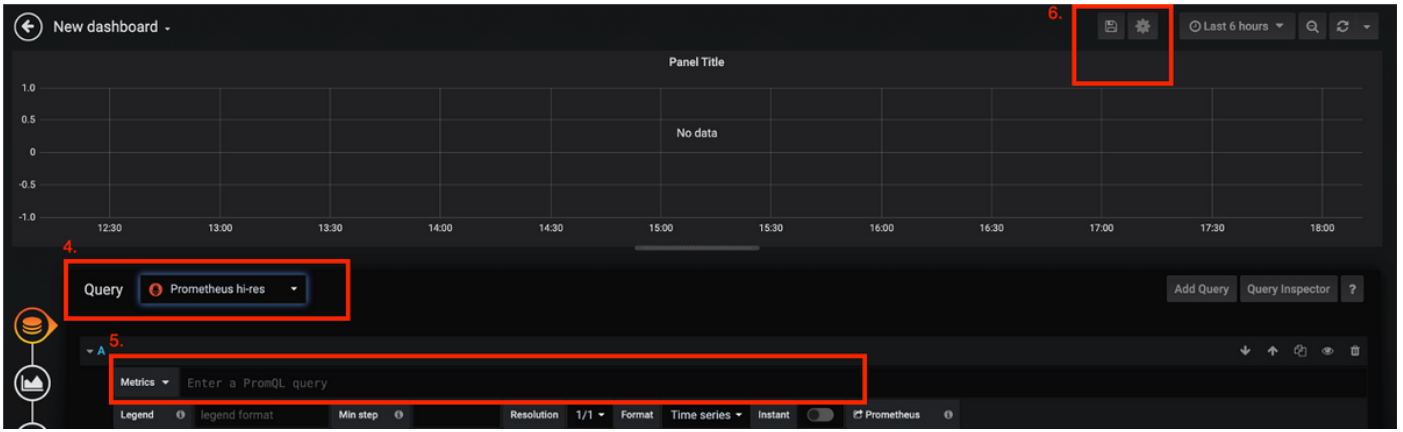 6.
New dashboard
Last 6 hours
Panel Title
1.0
0.5
No data
0
-0.5
-1.0
12:30 13:00 13:30 14:00 14:30 15:00 15:30 16:00 16:30 17:00 17:30 18:00
4.
Query Prometheus hi-res Add Query Query Inspector ?
5.
A
Metrics Enter a PromQL query
Legend legend format Min step Resolution 1/1 Format Time series Instant Prometheus